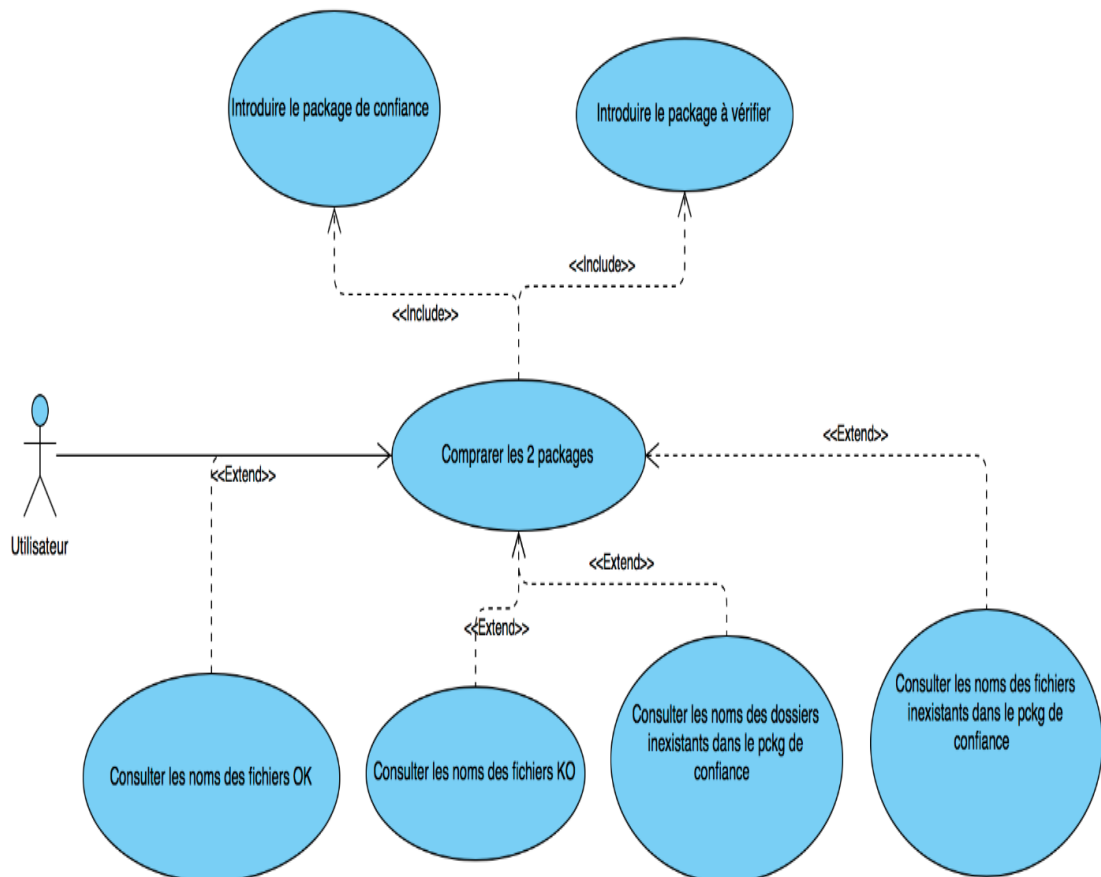 Introduire le package de confiance
Introduire le package à vérifier
<<Include>>
<<Include>>
Comprarer les 2 packages
<<Extend>>
<<Extend>>
Utilisateur
<<Extend>>
<<Extend>>
Consulter les noms des fichiers OK
Consulter les noms des fichiers KO
Consulter les noms des dossiers
inexistants dans le pckg de
confiance
Consulter les noms des fichiers
inexistants dans le pckg de
confiance